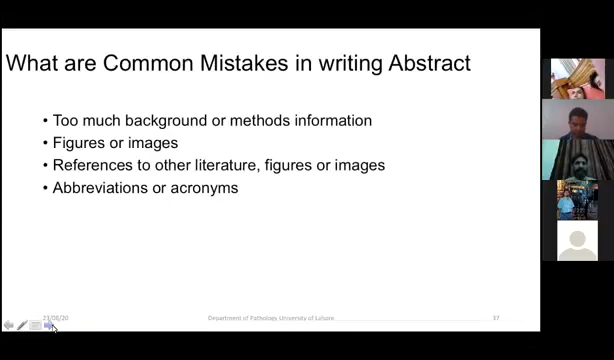 What are Common Mistakes in writing Abstract
• Too much background or methods information
• Figures or images
• References to other literature, figures or images
• Abbreviations or acronyms
Department of Pathology University of Lahore
37